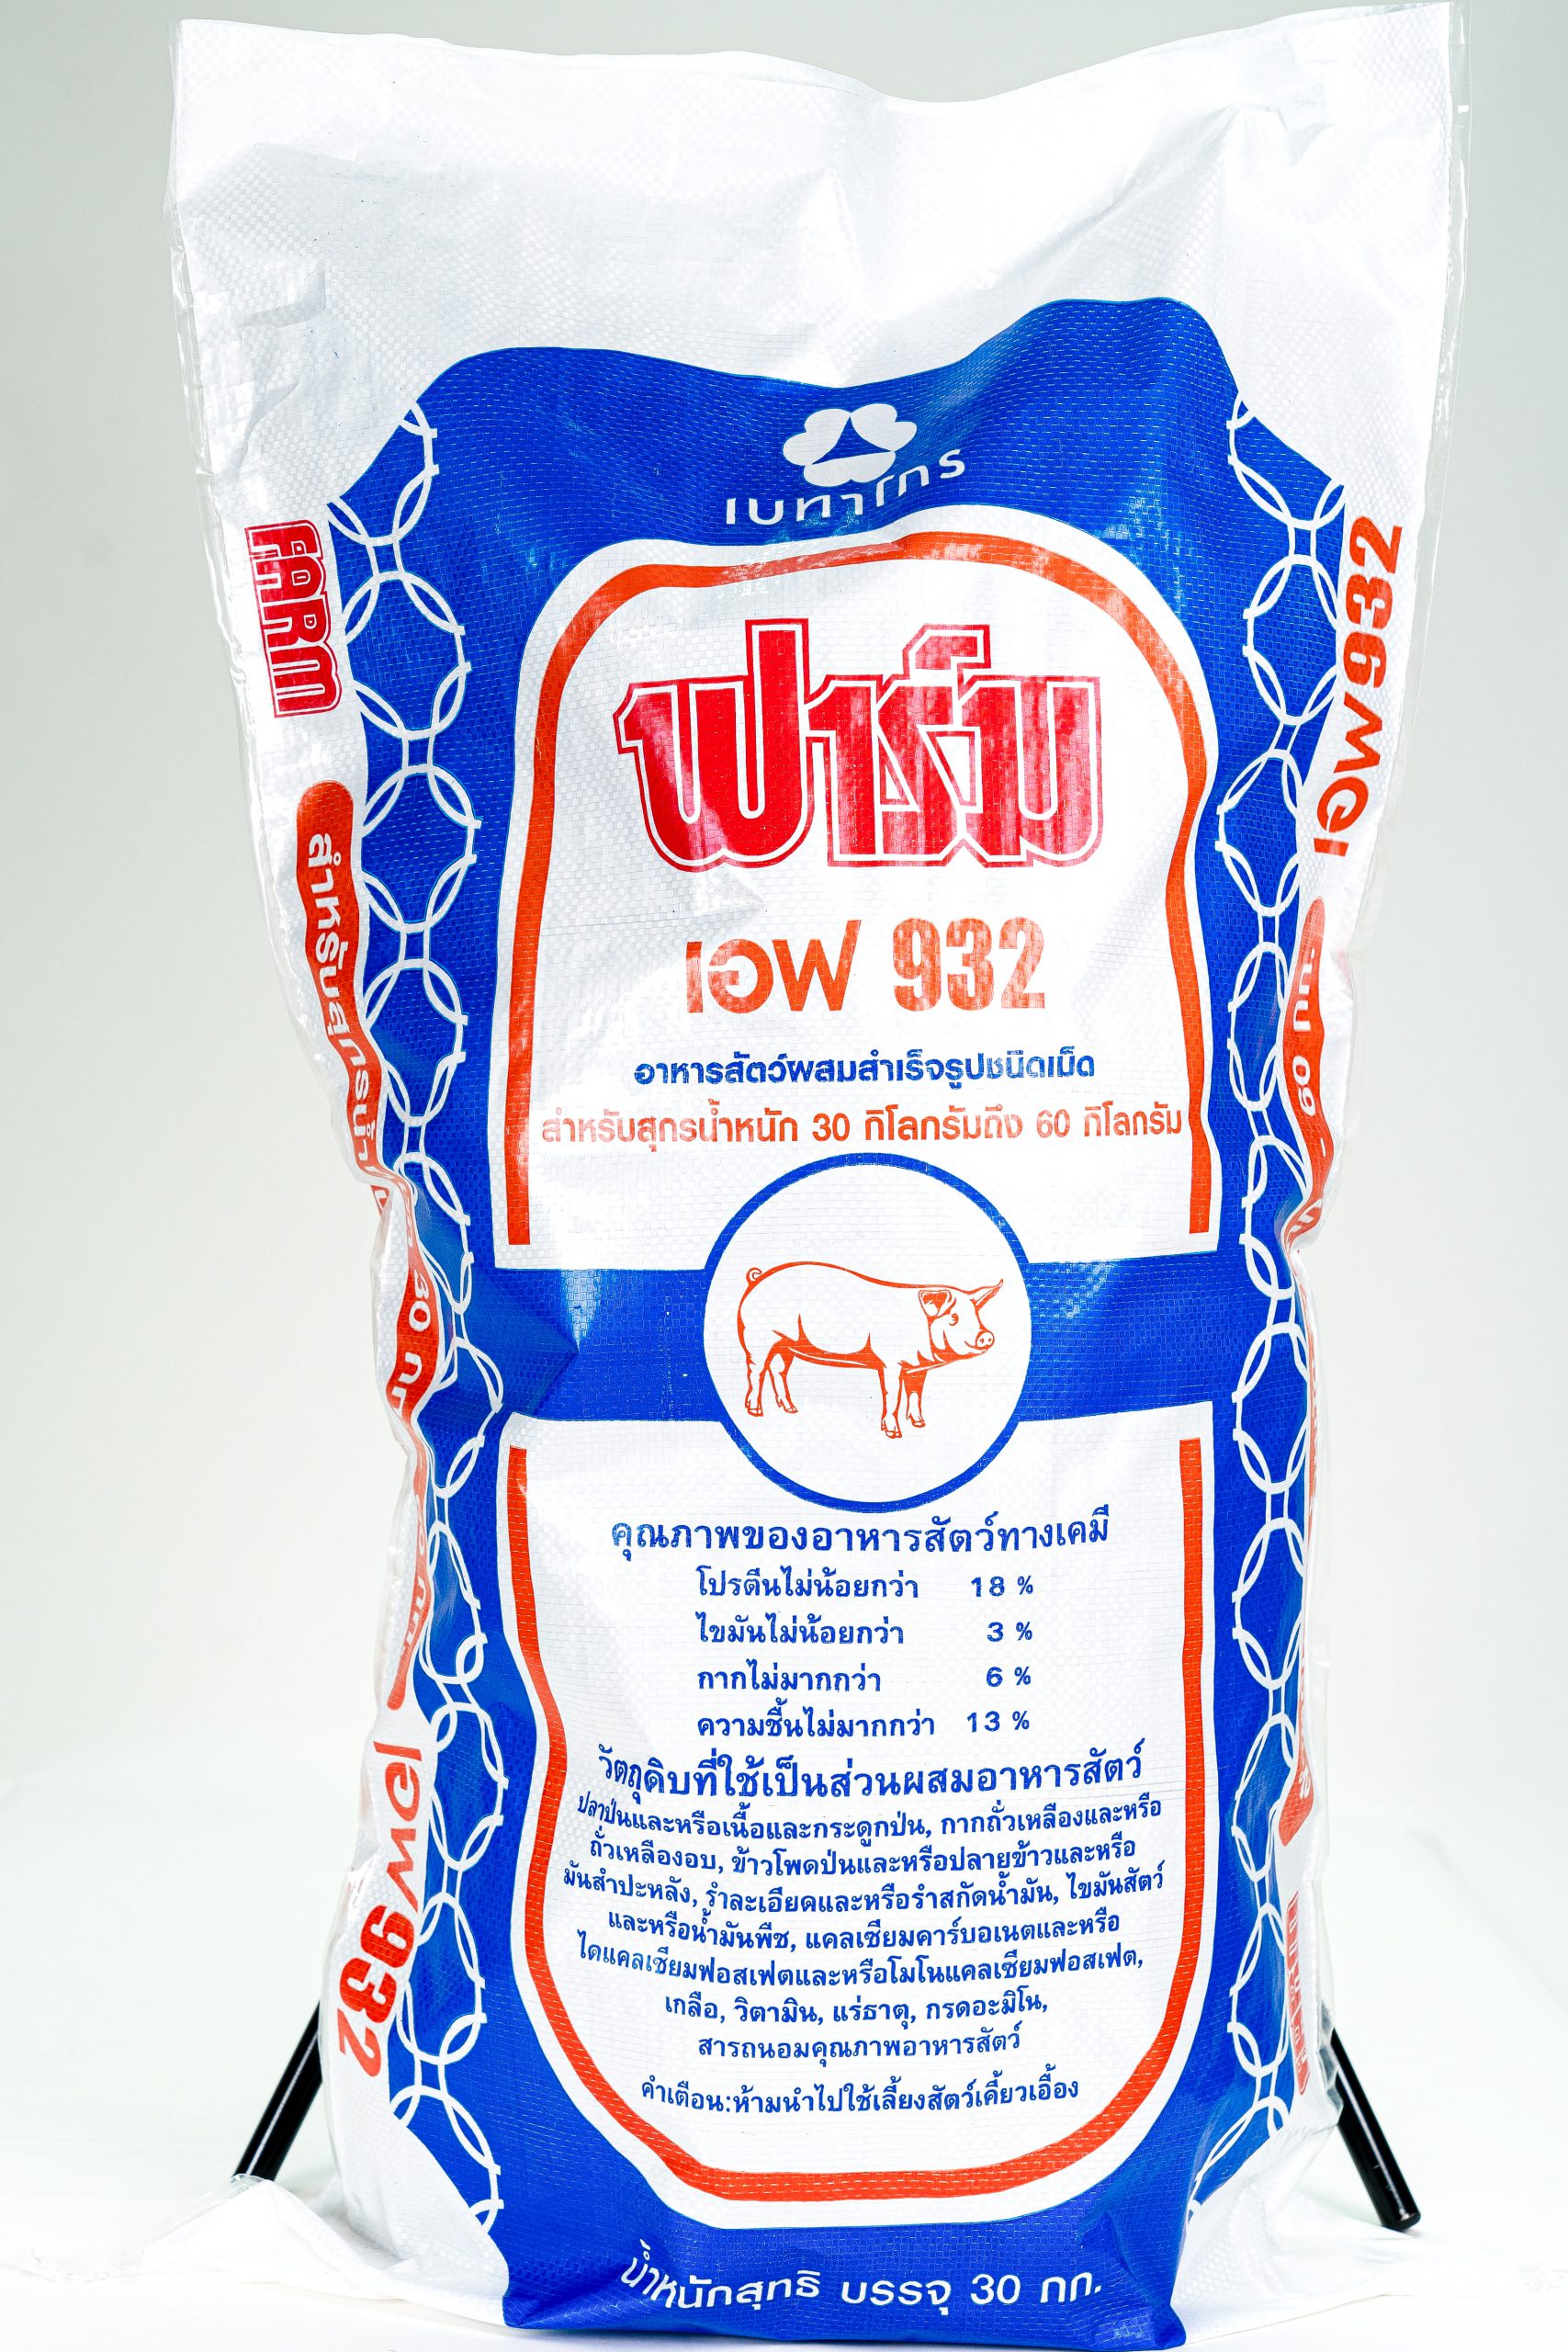 เบทาโกร
ฟาร์ม
เอฟ 932
อาหารสัตว์ผสมสำเร็จรูปชนิดเม็ด
สำหรับสุกรน้ำหนัก 30 กิโลกรัมถึง 60 กิโลกรัม
คุณภาพของอาหารสัตว์ทางเคมี
โปรตีนไม่น้อยกว่า 18 %
ไขมันไม่น้อยกว่า 3 %
กากไม่มากกว่า 6 %
ความชื้นไม่มากกว่า 13 %
วัตถุดิบที่ใช้เป็นส่วนผสมอาหารสัตว์
ปลาป่นและหรือเนื้อและกระดูกป่น, กากถั่วเหลืองและหรือ
ถั่วเหลืองอบ, ข้าวโพดป่นและหรือปลายข้าวและหรือ
มันสำปะหลัง, รำละเอียดและหรือรำสกัดน้ำมัน, ไขมันสัตว์
และหรือน้ำมันพืช, แคลเซียมคาร์บอเนตและหรือ
ไดแคลเซียมฟอสเฟตและหรือโมโนแคลเซียมฟอสเฟต,
เกลือ, วิตามิน, แร่ธาตุ, กรดอะมิโน,
สารถนอมคุณภาพอาหารสัตว์
คำเตือน:ห้ามนำไปใช้เลี้ยงสัตว์เคี้ยวเอื้อง
น้ำหนักสุทธิ บรรจุ 30 กก.
FARM
สำหรับสุกรน้ำ 30 กก
เอฟ932
เอฟ932
- 60 กก.